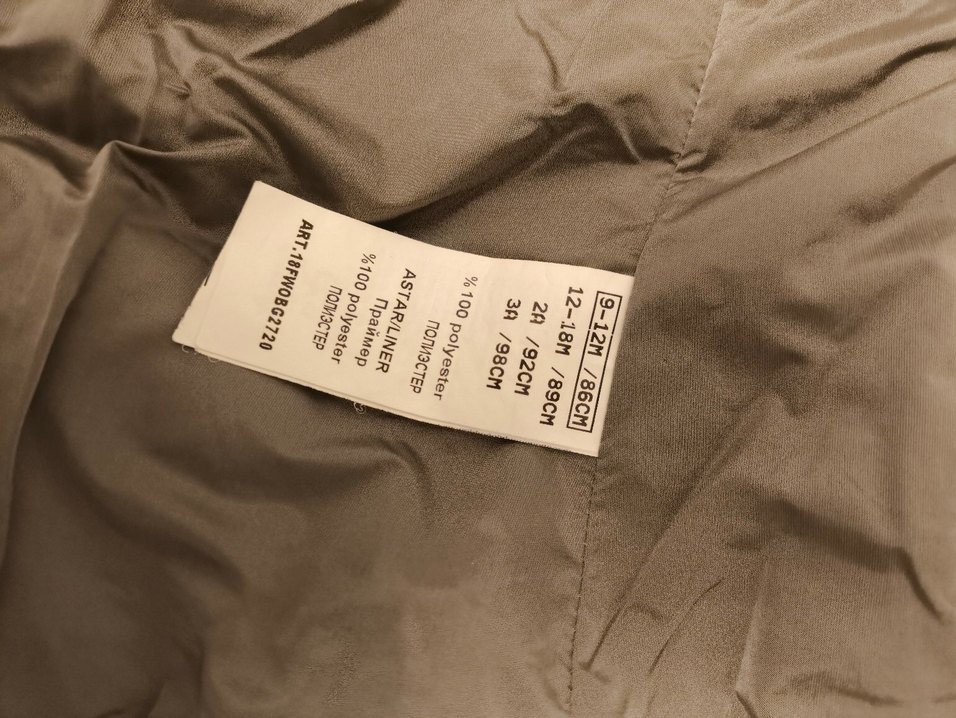 9-12M /86CM
12-18M /89CM
2A /92CM
3A /98CM
%100 polyester
ПОЛИЭСТЕР
ASTAR/LINER
Праймер
%100 polyester
ПОЛИЭСТЕР
ART.18FWOBG2720